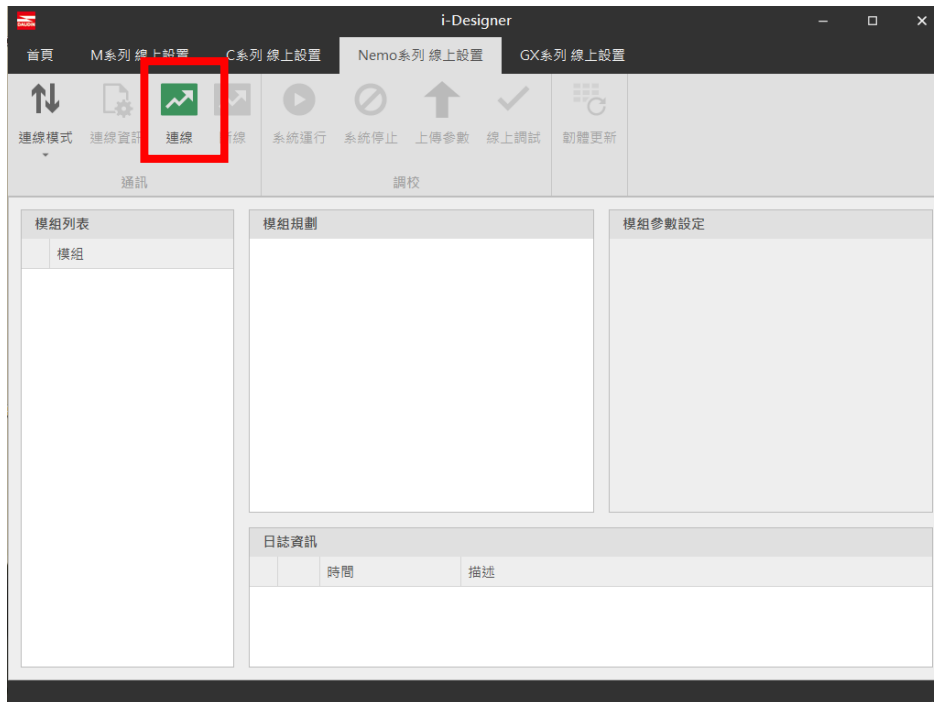 DAUDIN
i-Designer
首頁 M系列 線上設置 C系列 線上設置 Nemo系列 線上設置 GX系列 線上設置
連線模式 連線資訊 連線 斷線 系統運行 系統停止 上傳參數 線上調試 韌體更新
通訊 調校
模組列表 模組規劃 模組參數設定
模組
日誌資訊
時間 描述